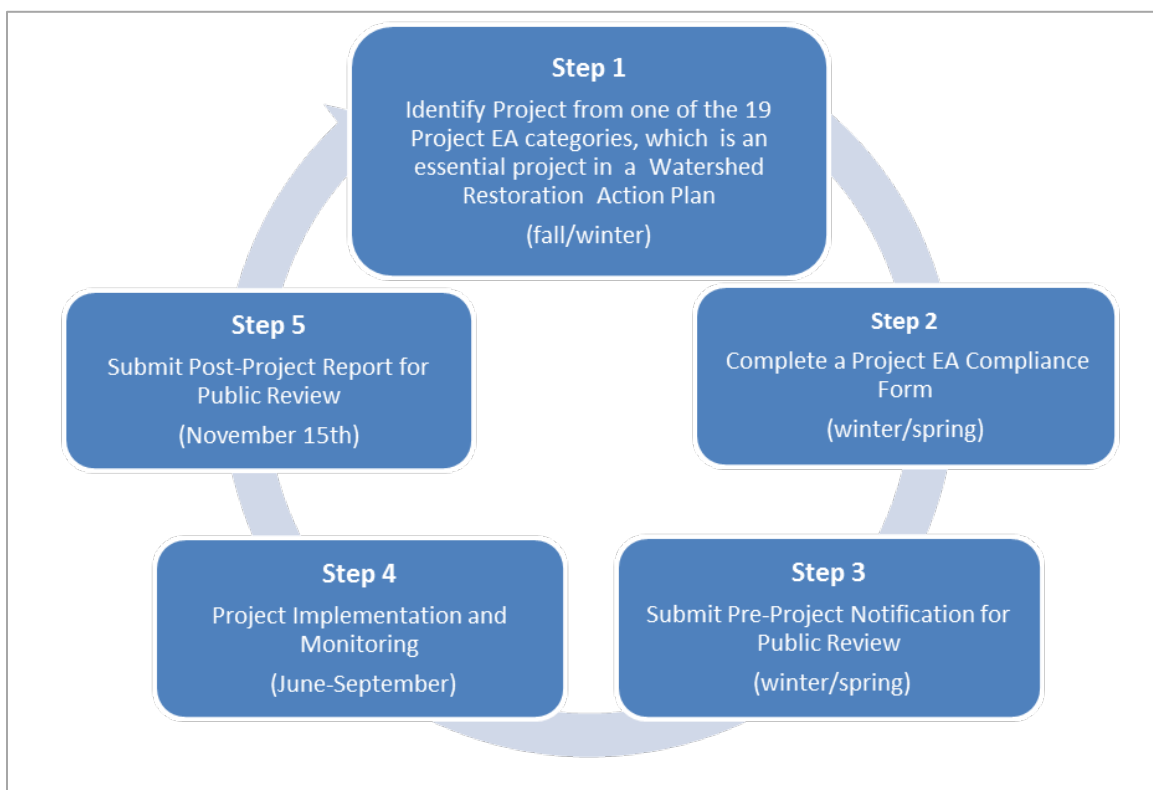 Step 1
Identify Project from one of the 19
Project EA categories, which is an
essential project in a Watershed
Restoration Action Plan
(fall/winter)
Step 2
Complete a Project EA Compliance
Form
(winter/spring)
Step 3
Submit Pre-Project Notification for
Public Review
(winter/spring)
Step 4
Project Implementation and
Monitoring
(June-September)
Step 5
Submit Post-Project Report for
Public Review
(November 15th)